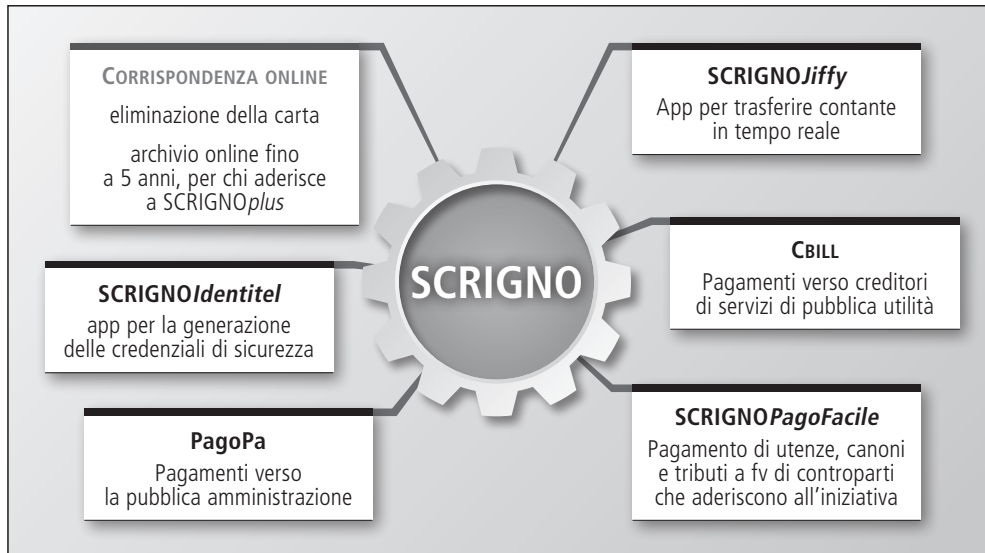 CORRISPONDENZA ONLINE
eliminazione della carta
archivio online fino
a 5 anni, per chi aderisce
a SCRIGNOplus
SCRIGNOIdentitel
app per la generazione
delle credenziali di sicurezza
PagoPa
Pagamenti verso
la pubblica amministrazione
SCRIGNO
SCRIGNOJiffy
App per trasferire contante
in tempo reale
CBILL
Pagamenti verso creditori
di servizi di pubblica utilità
SCRIGNOPagoFacile
Pagamento di utenze, canoni
e tributi a fv di controparti
che aderiscono all'iniziativa